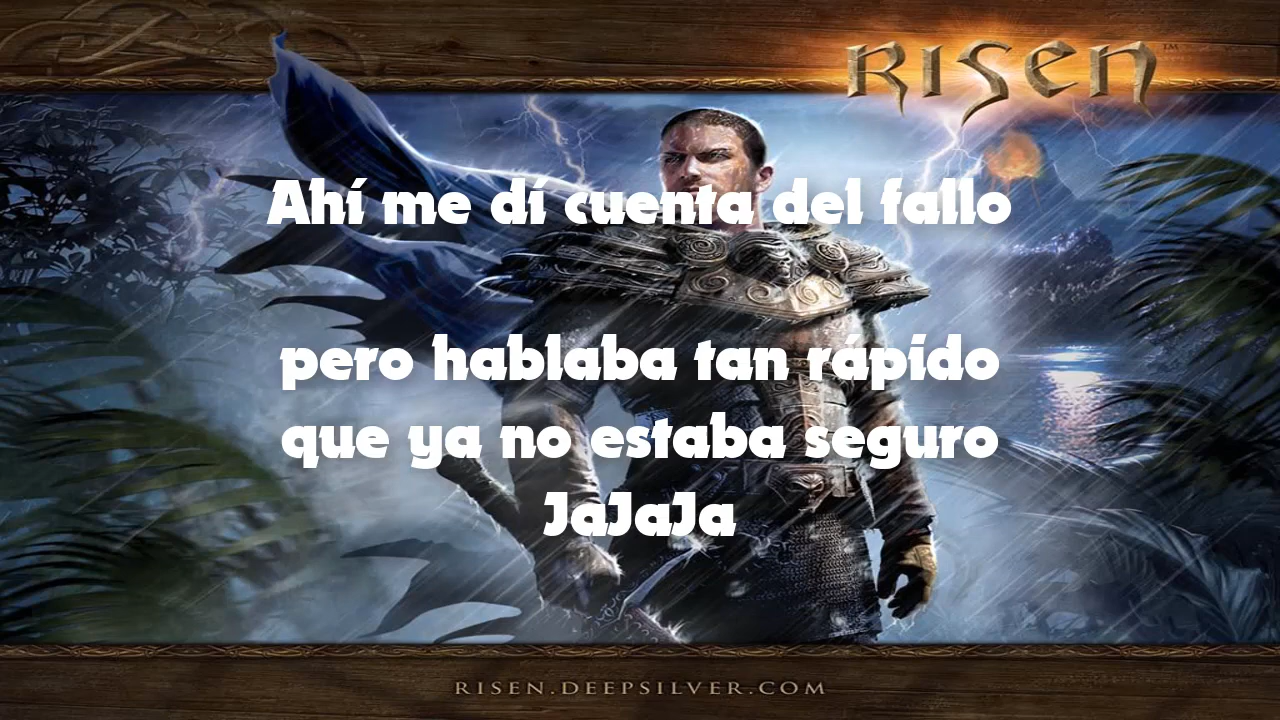 RISEN™
Ahí me dí cuenta del fallo
pero hablaba tan rápido
que ya no estaba seguro
JaJaJa
RISEN.DEEPSILVER.COM